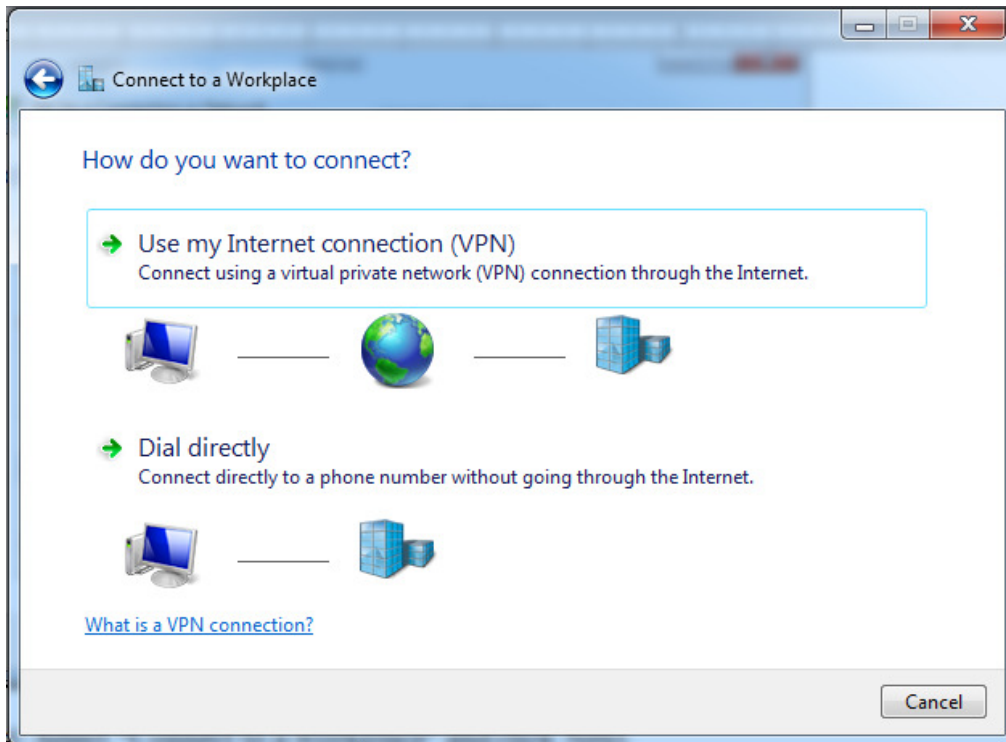 Connect to a Workplace
How do you want to connect?
Use my Internet connection (VPN)
Connect using a virtual private network (VPN) connection through the Internet.
Dial directly
Connect directly to a phone number without going through the Internet.
What is a VPN connection?
Cancel